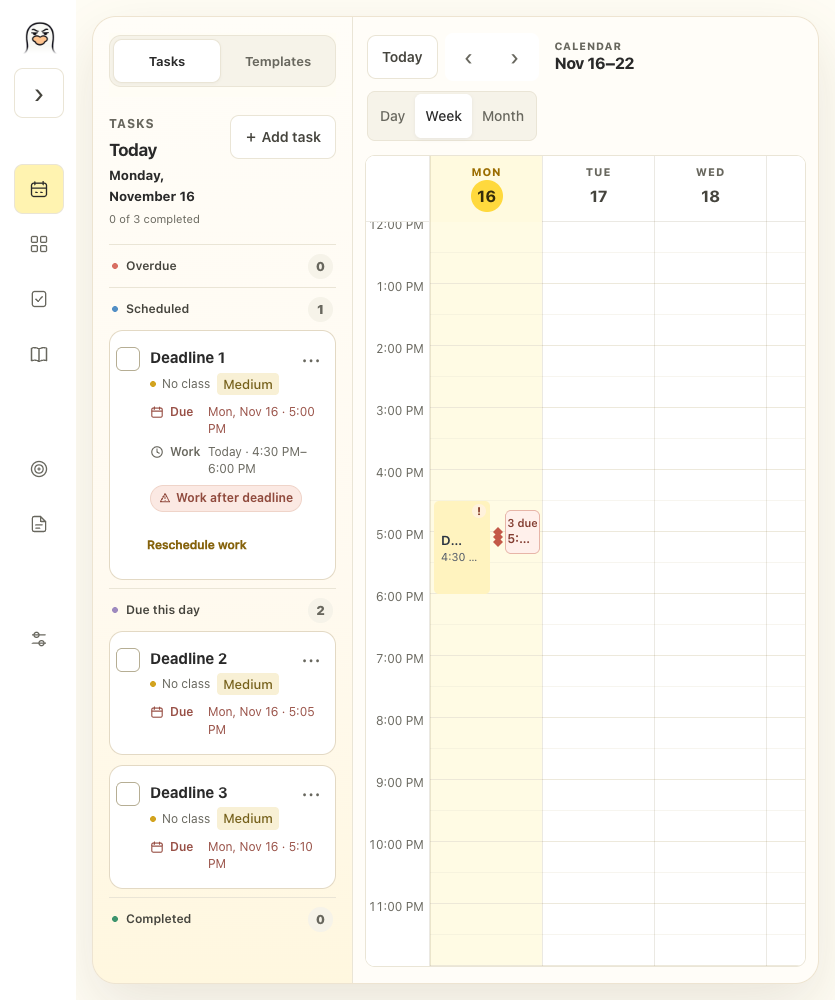 Tasks
Templates
TASKS
Today
Monday,
November 16
0 of 3 completed
+ Add task
Overdue
0
Scheduled
1
Deadline 1
...
No class
Medium
Due
Mon, Nov 16 · 5:00
PM
Work
Today · 4:30 PM–
6:00 PM
Work after deadline
Reschedule work
Due this day
2
Deadline 2
...
No class
Medium
Due
Mon, Nov 16 · 5:05
PM
Deadline 3
...
No class
Medium
Due
Mon, Nov 16 · 5:10
PM
Completed
0
Today
CALENDAR
Nov 16–22
Day
Week
Month
MON
16
TUE
17
WED
18
12:00 PM
1:00 PM
2:00 PM
3:00 PM
4:00 PM
5:00 PM
6:00 PM
7:00 PM
8:00 PM
9:00 PM
10:00 PM
11:00 PM
!
D...
4:30 ...
3 due
5:...